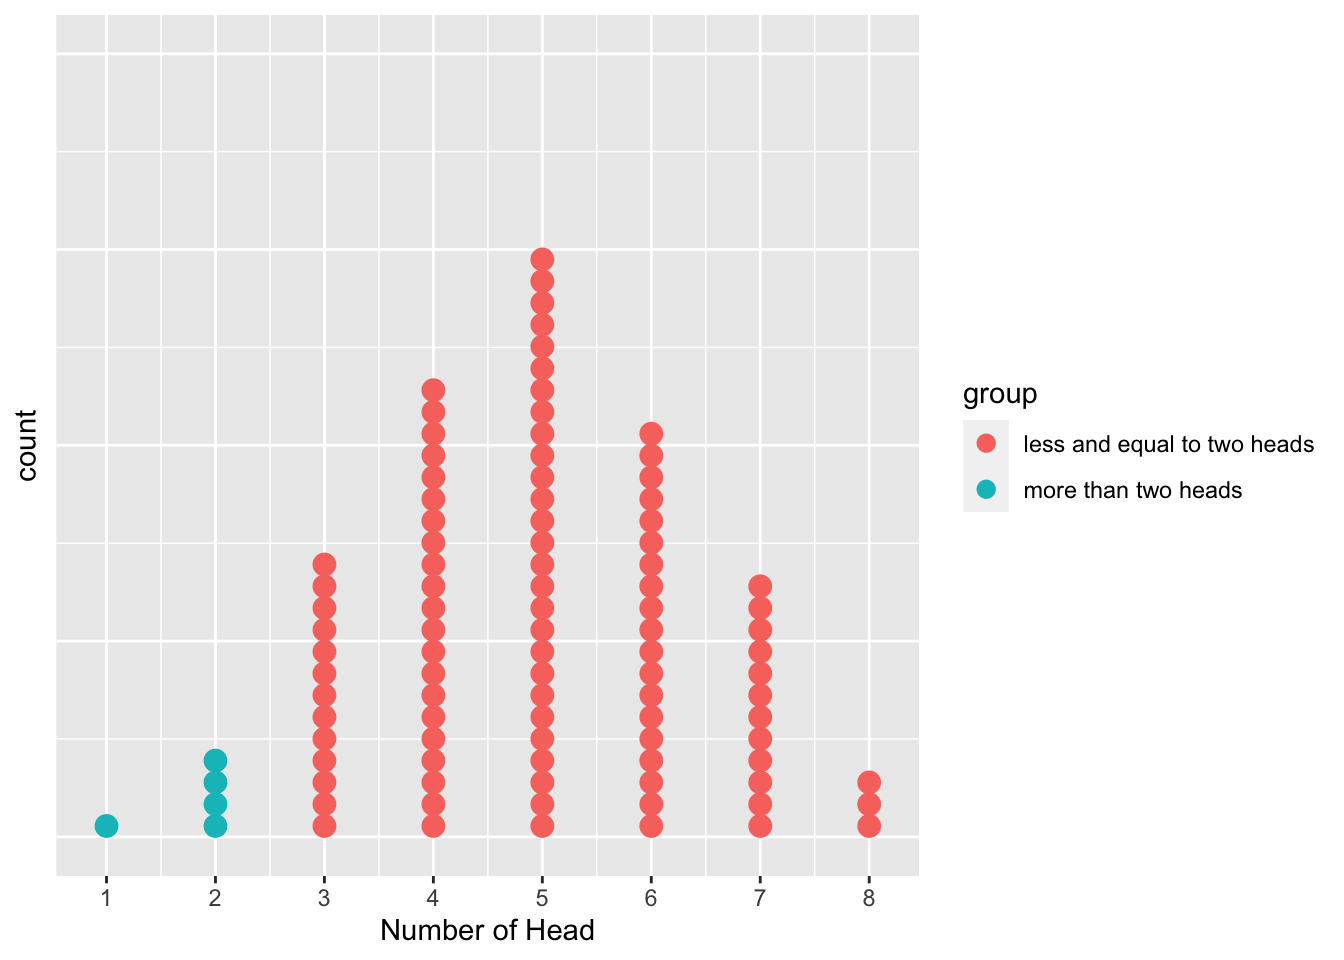 count
1 2 3 4 5 6 7 8
Number of Head
group
less and equal to two heads
more than two heads